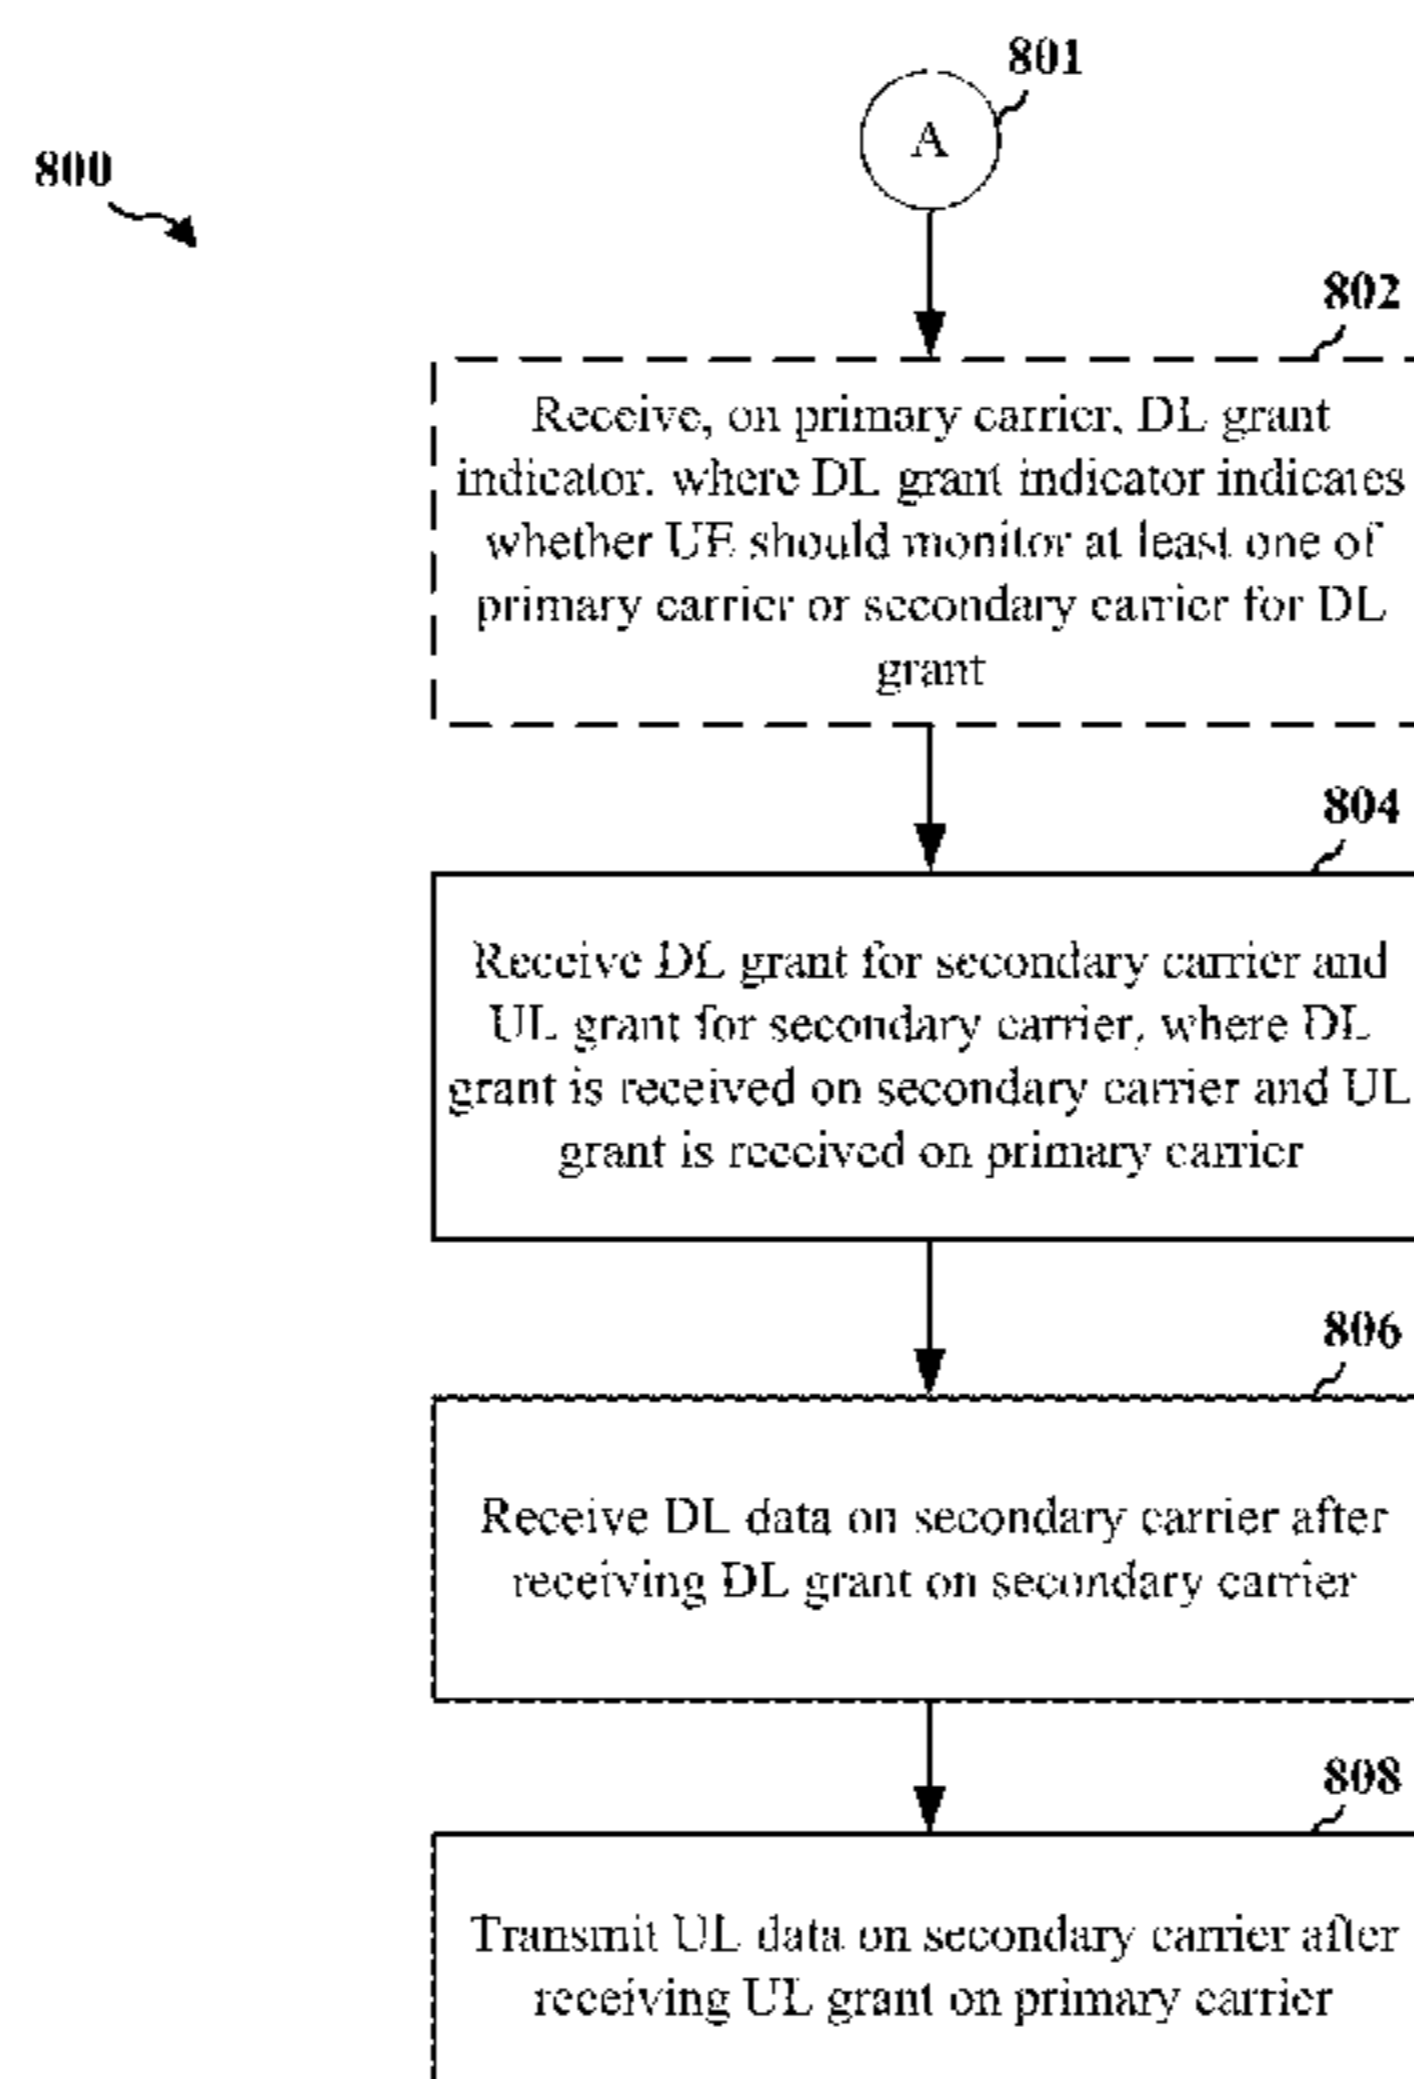 801
A
800
802
Receive, on primary carrier, DL grant
indicator, where DL grant indicator indicates
whether UE should monitor at least one of
primary carrier or secondary carrier for DL
grant
804
Receive DL grant for secondary carrier and
UL grant for secondary carrier, where DL
grant is received on secondary carrier and UL
grant is received on primary carrier
806
Receive DL data on secondary carrier after
receiving DL grant on secondary carrier
808
Transmit UL data on secondary carrier after
receiving UL grant on primary carrier